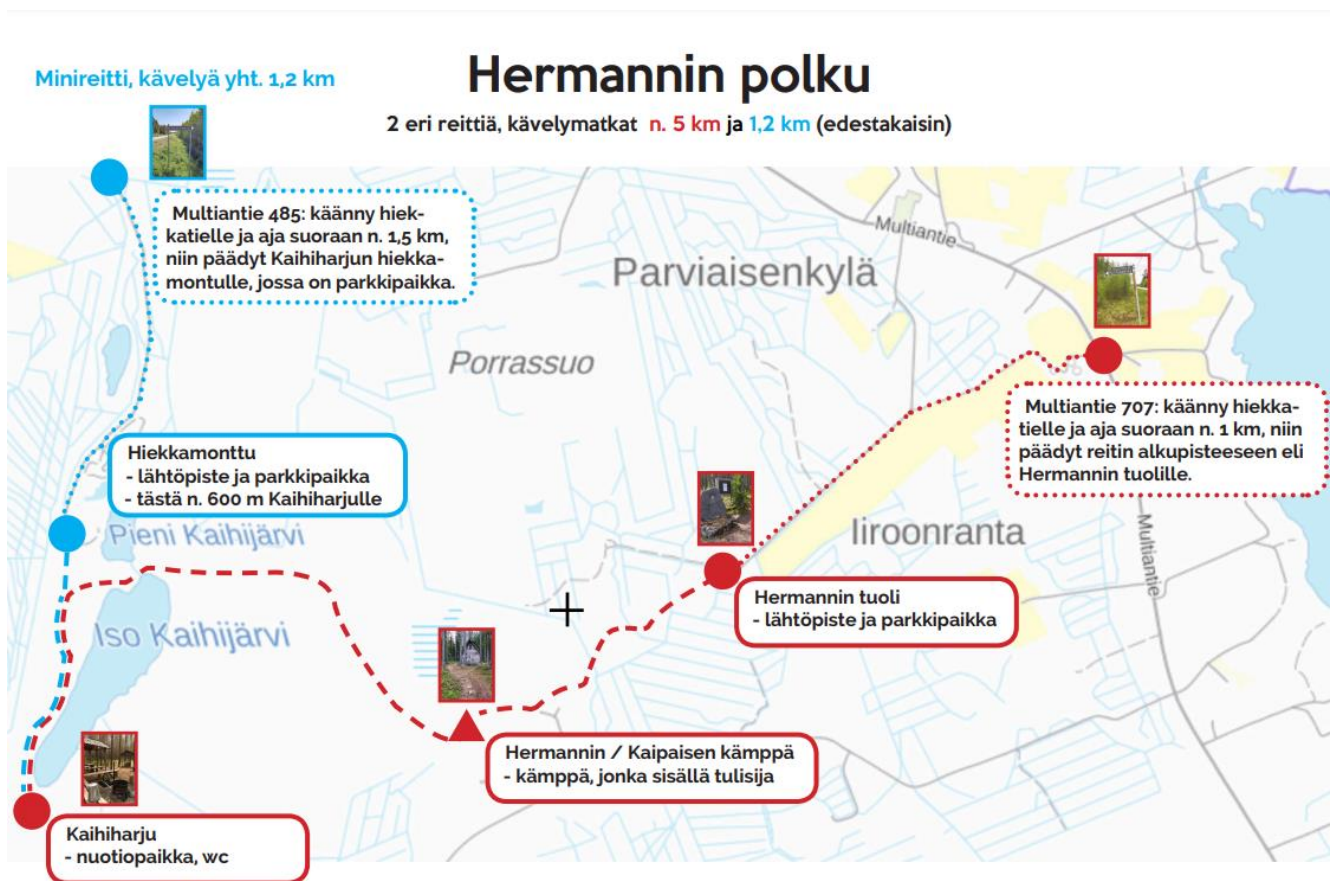 Hermannin polku
Minireitti, kävelyä yht. 1,2 km
2 eri reittiä, kävelymatkat n. 5 km ja 1,2 km (edestakaisin)
Multiantie 485: käänny hiek-
katielle ja aja suoraan n. 1,5 km,
niin päädyt Kaihiharjun hiekka-
montulle, jossa on parkkipaikka.
Multiantie
Parviaisenkylä
Porrassuo
Multiantie 707: käänny hiekka-
tielle ja aja suoraan n. 1 km, niin
päädyt reitin alkupisteeseen eli
Hermannin tuolille.
Hiekkamonttu
- lähtöpiste ja parkkipaikka
- tästä n. 600 m Kaihiharjulle
Pieni Kaihijärvi
Iiroonranta
Multiantie
Hermannin tuoli
- lähtöpiste ja parkkipaikka
Iso Kaihijärvi
Hermannin / Kaipaisen kämppä
- kämppä, jonka sisällä tulisija
Kaihiharju
- nuotiopaikka, wc